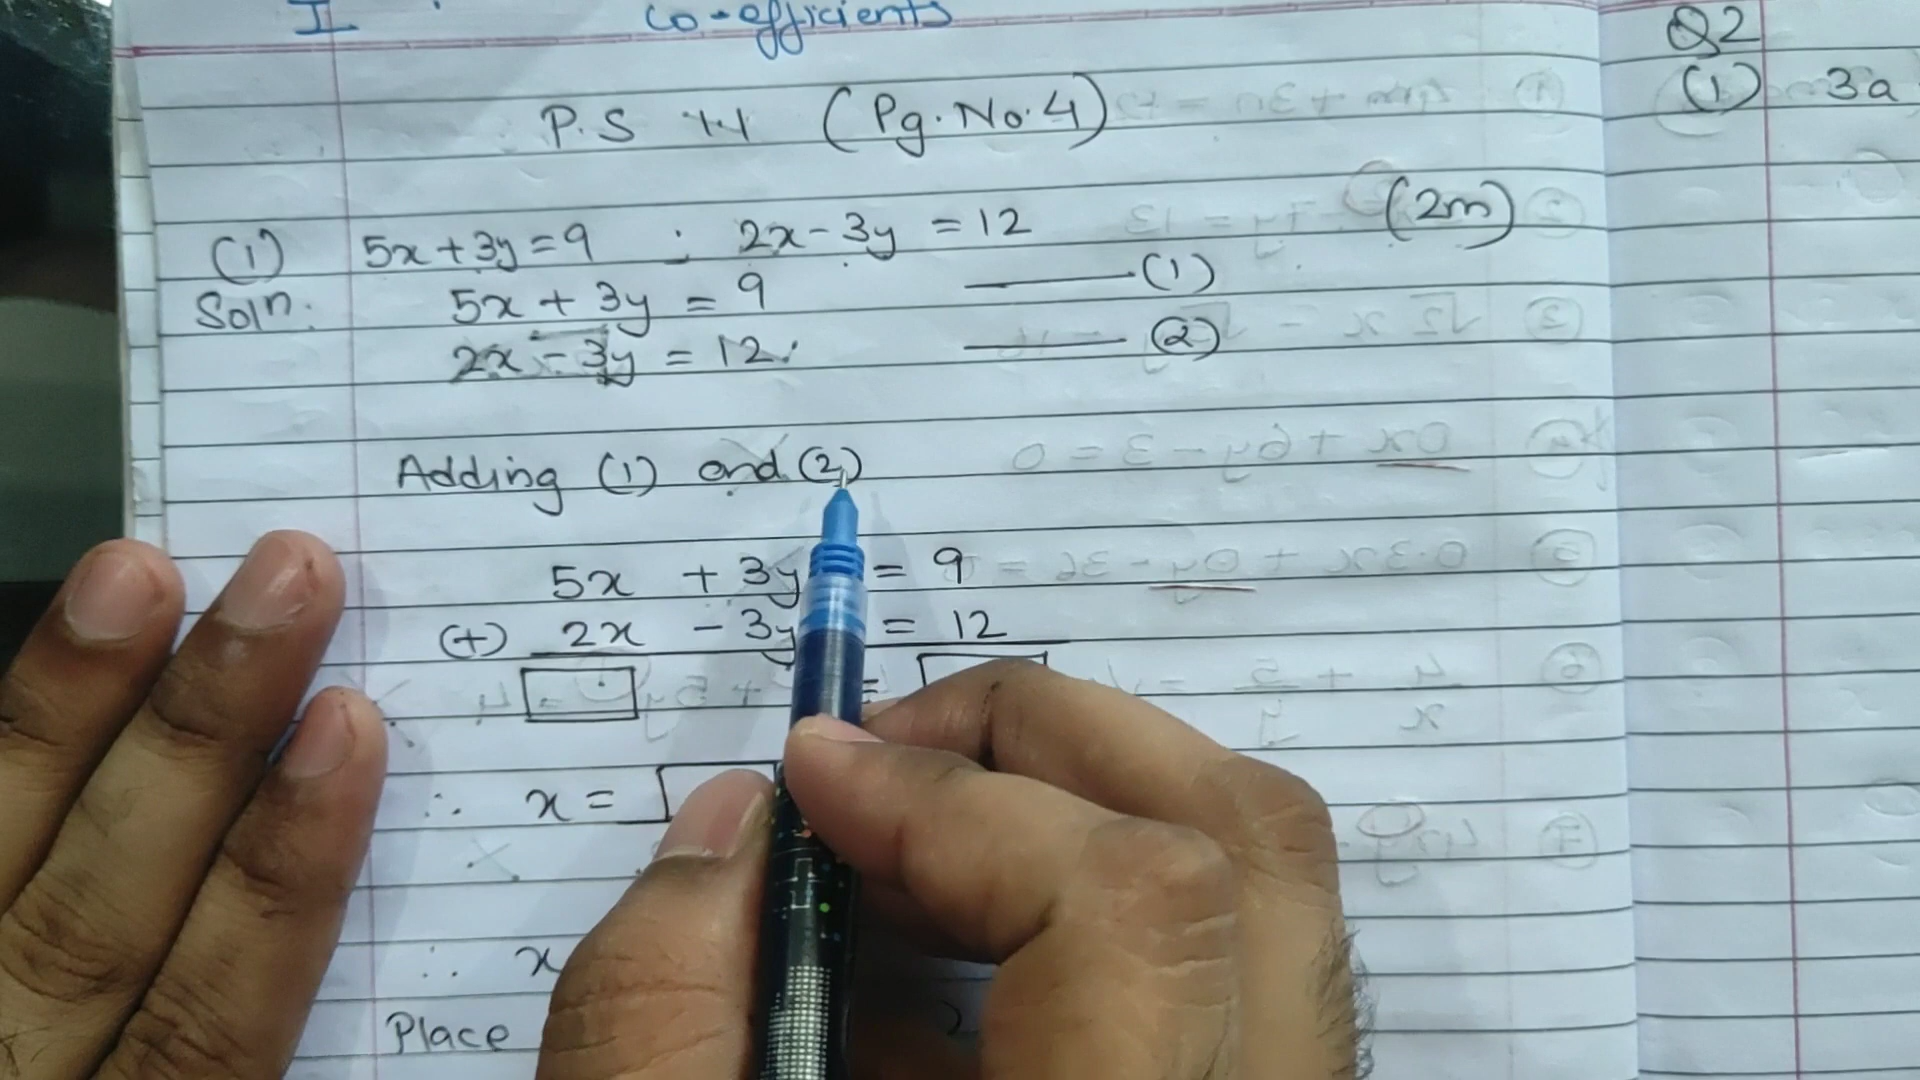 I co-efficients
P.S 1.1 (Pg.No.4)
(1) 5x + 3y = 9 ; 2x - 3y = 12 (2m)
Soln. 5x + 3y = 9 (1)
2x - 3y = 12. (2)
Adding (1) and (2)
5x + 3y = 9
(+) 2x - 3y = 12
=
∴ x =
∴ x
Place
Q2
(1) 3a